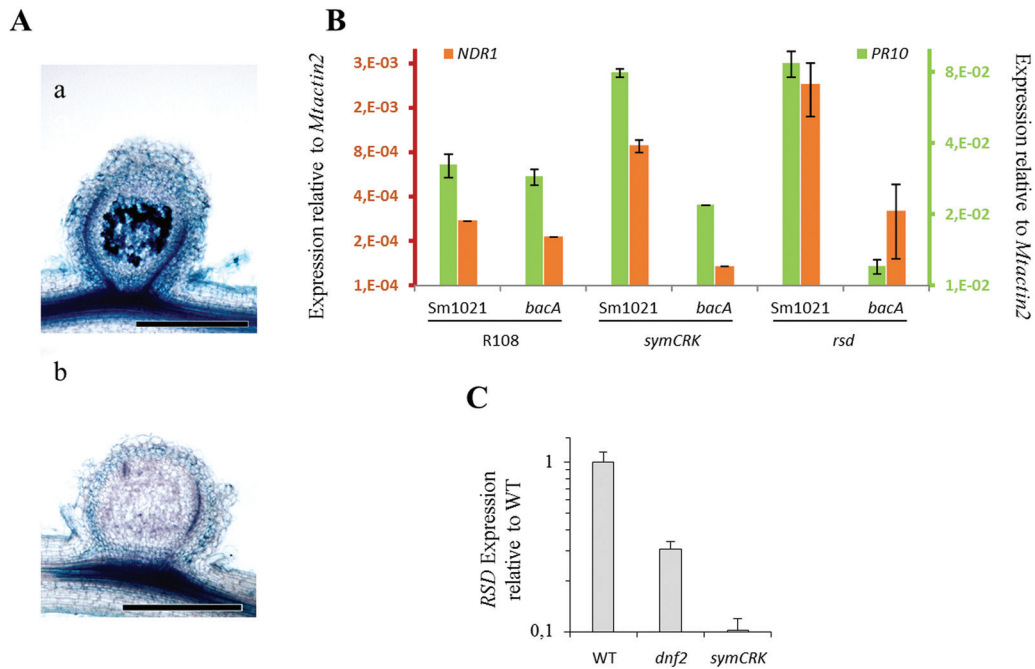 A
a
b
B
NDR1
PR10
Expression relative to Mtactin2
3,E-03
2,E-03
8,E-04
4,E-04
2,E-04
1,E-04
8,E-02
4,E-02
2,E-02
1,E-02
Expression relative to Mtactin2
Sm1021 bacA Sm1021 bacA Sm1021 bacA
R108 symCRK rsd
C
RSD Expression
relative to WT
1
0,1
WT dnf2 symCRK